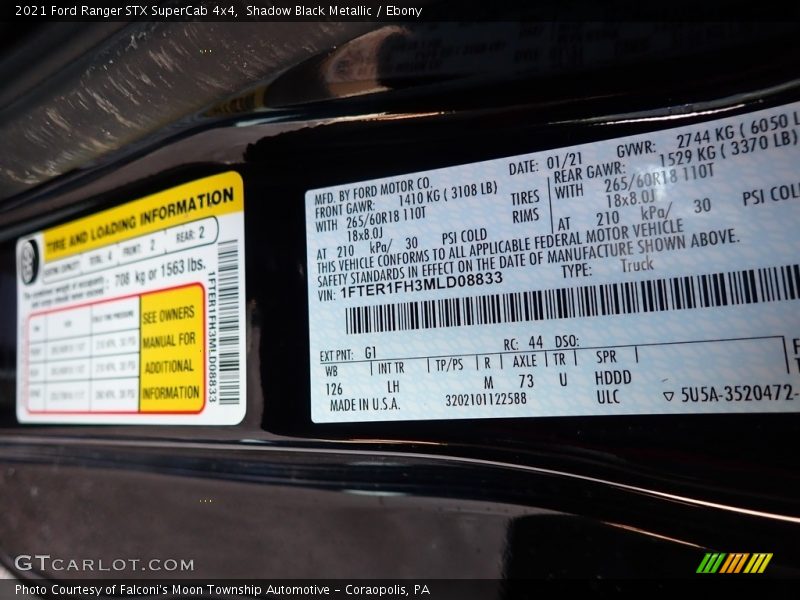 2021 Ford Ranger STX SuperCab 4x4, Shadow Black Metallic / Ebony
TIRE AND LOADING INFORMATION
SEATING CAPACITY TOTAL: 4 FRONT: 2 REAR: 2
708 kg or 1563 lbs.
SEE OWNERS
MANUAL FOR
ADDITIONAL
INFORMATION
1FTER1FH3MLD08833
MFD. BY FORD MOTOR CO. DATE: 01/21 GVWR: 2744 KG ( 6050 L
FRONT GAWR: 1410 KG ( 3108 LB) REAR GAWR: 1529 KG ( 3370 LB)
WITH 265/60R18 110T TIRES WITH 265/60R18 110T
18x8.0J RIMS 18x8.0J
AT 210 kPa/ 30 PSI COLD AT 210 kPa/ 30 PSI COLD
THIS VEHICLE CONFORMS TO ALL APPLICABLE FEDERAL MOTOR VEHICLE
SAFETY STANDARDS IN EFFECT ON THE DATE OF MANUFACTURE SHOWN ABOVE.
VIN: 1FTER1FH3MLD08833 TYPE: Truck
EXT PNT: G1 RC: 44 DSO:
WB INT TR TP/PS R AXLE TR SPR
126 LH M 73 U HDDD
MADE IN U.S.A. 3202101122588 ULC ▽ 5U5A-3520472-
GTCARLOT.COM
Photo Courtesy of Falconi's Moon Township Automotive - Coraopolis, PA